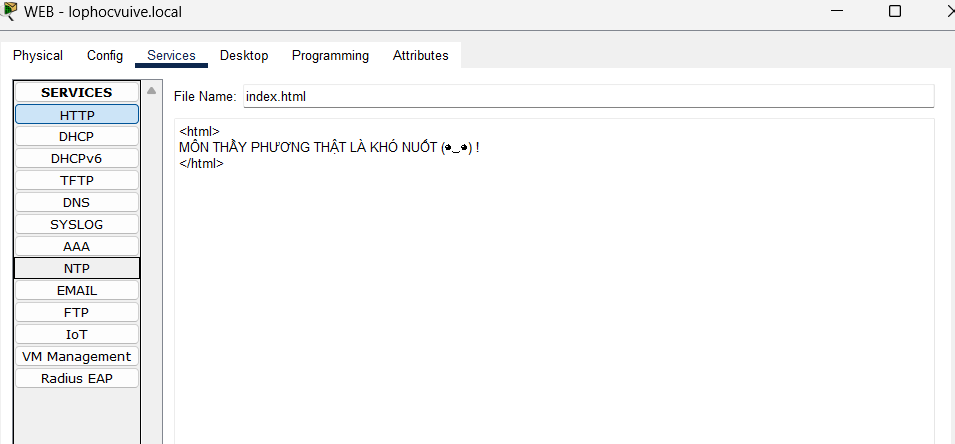 WEB - lophocvuive.local
Physical Config Services Desktop Programming Attributes
SERVICES
HTTP
DHCP
DHCPv6
TFTP
DNS
SYSLOG
AAA
NTP
EMAIL
FTP
IoT
VM Management
Radius EAP
File Name: index.html
<html>
MÔN THẦY PHƯƠNG THẬT LÀ KHÓ NUỐT (◕‿◕) !
</html>